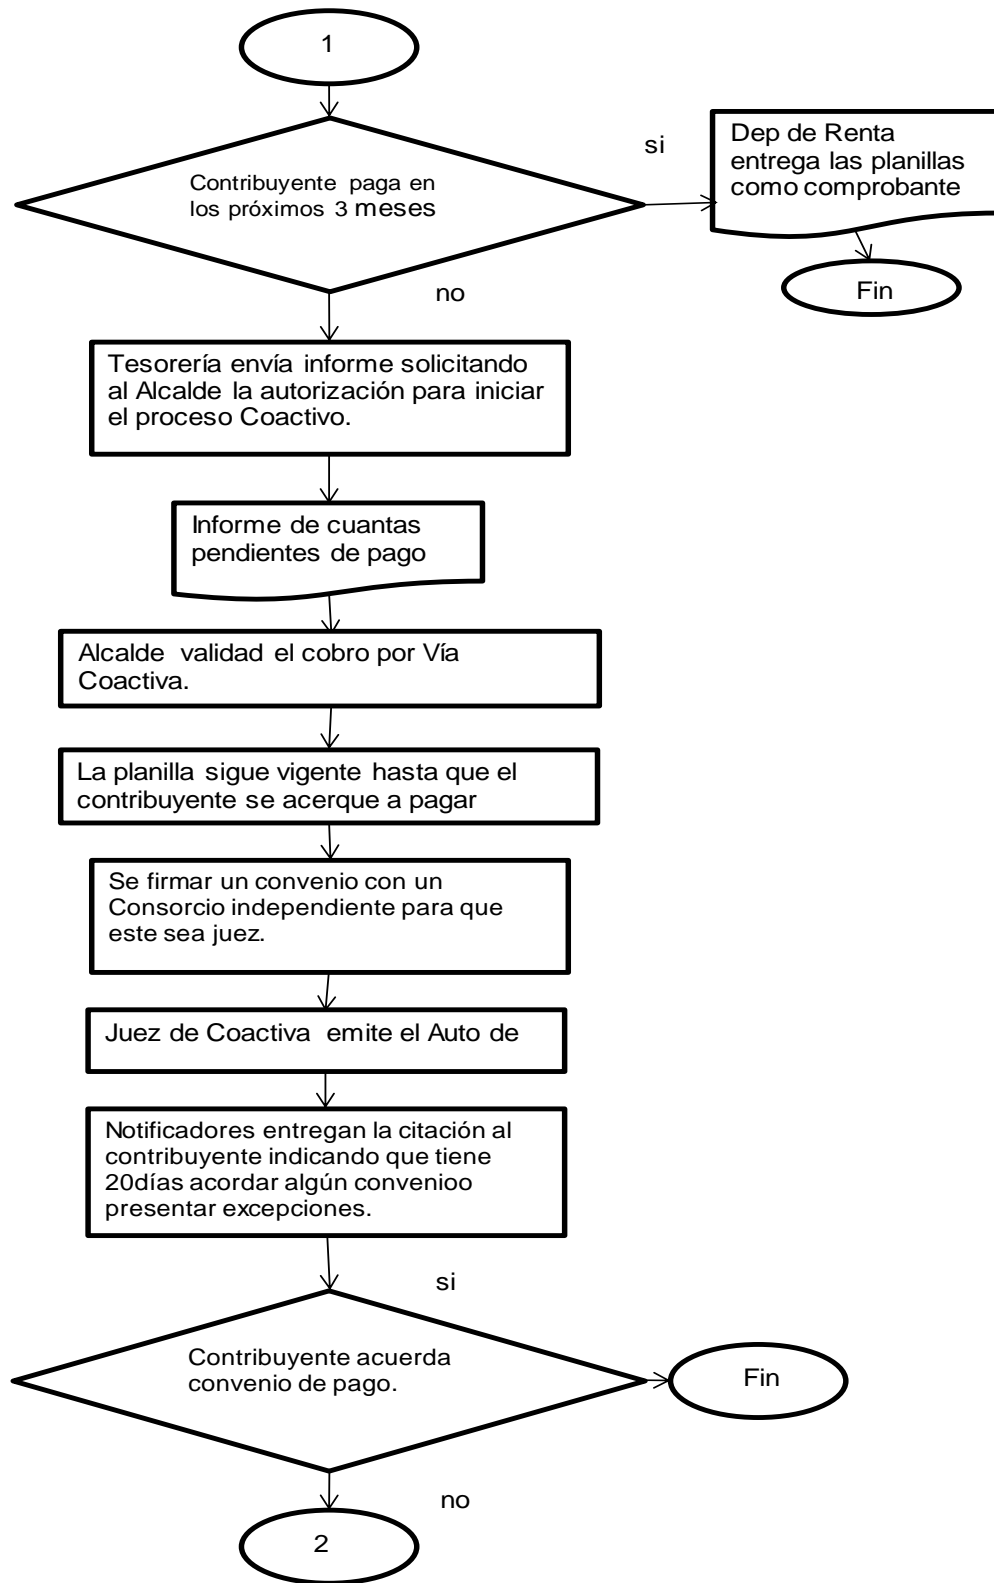 1
Contribuyente paga en
los próximos 3 meses
si
Dep de Renta
entrega las planillas
como comprobante
Fin
no
Tesorería envía informe solicitando
al Alcalde la autorización para iniciar
el proceso Coactivo.
Informe de cuantas
pendientes de pago
Alcalde validad el cobro por Vía
Coactiva.
La planilla sigue vigente hasta que el
contribuyente se acerque a pagar
Se firmar un convenio con un
Consorcio independiente para que
este sea juez.
Juez de Coactiva emite el Auto de
Notificadores entregan la citación al
contribuyente indicando que tiene
20días acordar algún convenioo
presentar excepciones.
si
Contribuyente acuerda
convenio de pago.
Fin
no
2